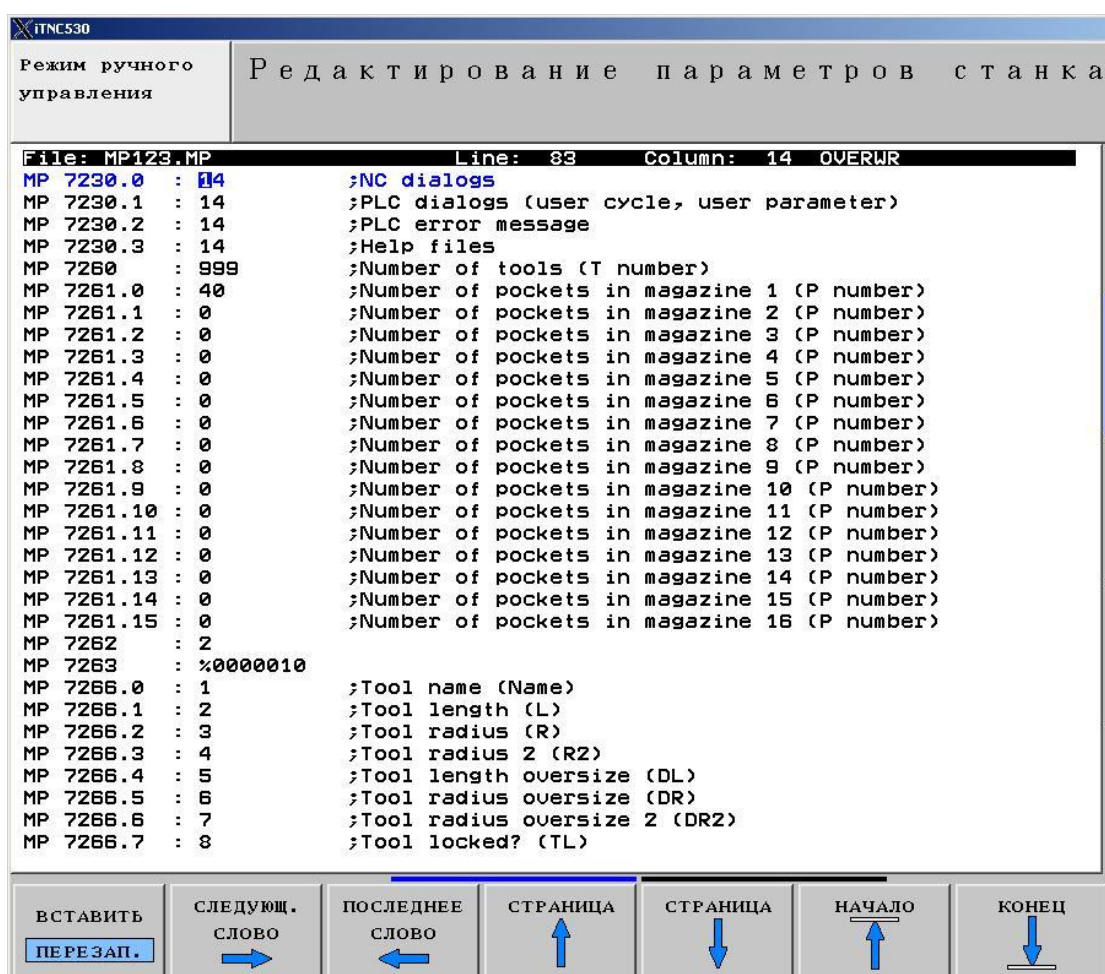 iTNC530
Режим ручного
управления
Редактирование параметров станка
File: MP123.MP Line: 83 Column: 14 OVERWR
MP 7230.0 : 14 ;NC dialogs
MP 7230.1 : 14 ;PLC dialogs (user cycle, user parameter)
MP 7230.2 : 14 ;PLC error message
MP 7230.3 : 14 ;Help files
MP 7260 : 999 ;Number of tools (T number)
MP 7261.0 : 40 ;Number of pockets in magazine 1 (P number)
MP 7261.1 : 0 ;Number of pockets in magazine 2 (P number)
MP 7261.2 : 0 ;Number of pockets in magazine 3 (P number)
MP 7261.3 : 0 ;Number of pockets in magazine 4 (P number)
MP 7261.4 : 0 ;Number of pockets in magazine 5 (P number)
MP 7261.5 : 0 ;Number of pockets in magazine 6 (P number)
MP 7261.6 : 0 ;Number of pockets in magazine 7 (P number)
MP 7261.7 : 0 ;Number of pockets in magazine 8 (P number)
MP 7261.8 : 0 ;Number of pockets in magazine 9 (P number)
MP 7261.9 : 0 ;Number of pockets in magazine 10 (P number)
MP 7261.10 : 0 ;Number of pockets in magazine 11 (P number)
MP 7261.11 : 0 ;Number of pockets in magazine 12 (P number)
MP 7261.12 : 0 ;Number of pockets in magazine 13 (P number)
MP 7261.13 : 0 ;Number of pockets in magazine 14 (P number)
MP 7261.14 : 0 ;Number of pockets in magazine 15 (P number)
MP 7261.15 : 0 ;Number of pockets in magazine 16 (P number)
MP 7262 : 2
MP 7263 : %0000010
MP 7266.0 : 1 ;Tool name (Name)
MP 7266.1 : 2 ;Tool length (L)
MP 7266.2 : 3 ;Tool radius (R)
MP 7266.3 : 4 ;Tool radius 2 (R2)
MP 7266.4 : 5 ;Tool length oversize (DL)
MP 7266.5 : 6 ;Tool radius oversize (DR)
MP 7266.6 : 7 ;Tool radius oversize 2 (DR2)
MP 7266.7 : 8 ;Tool locked? (TL)
ВСТАВИТЬ
ПЕРЕЗАП.
СЛЕДУЮЩ.
СЛОВО
ПОСЛЕДНЕЕ
СЛОВО
СТРАНИЦА
СТРАНИЦА
НАЧАЛО
КОНЕЦ